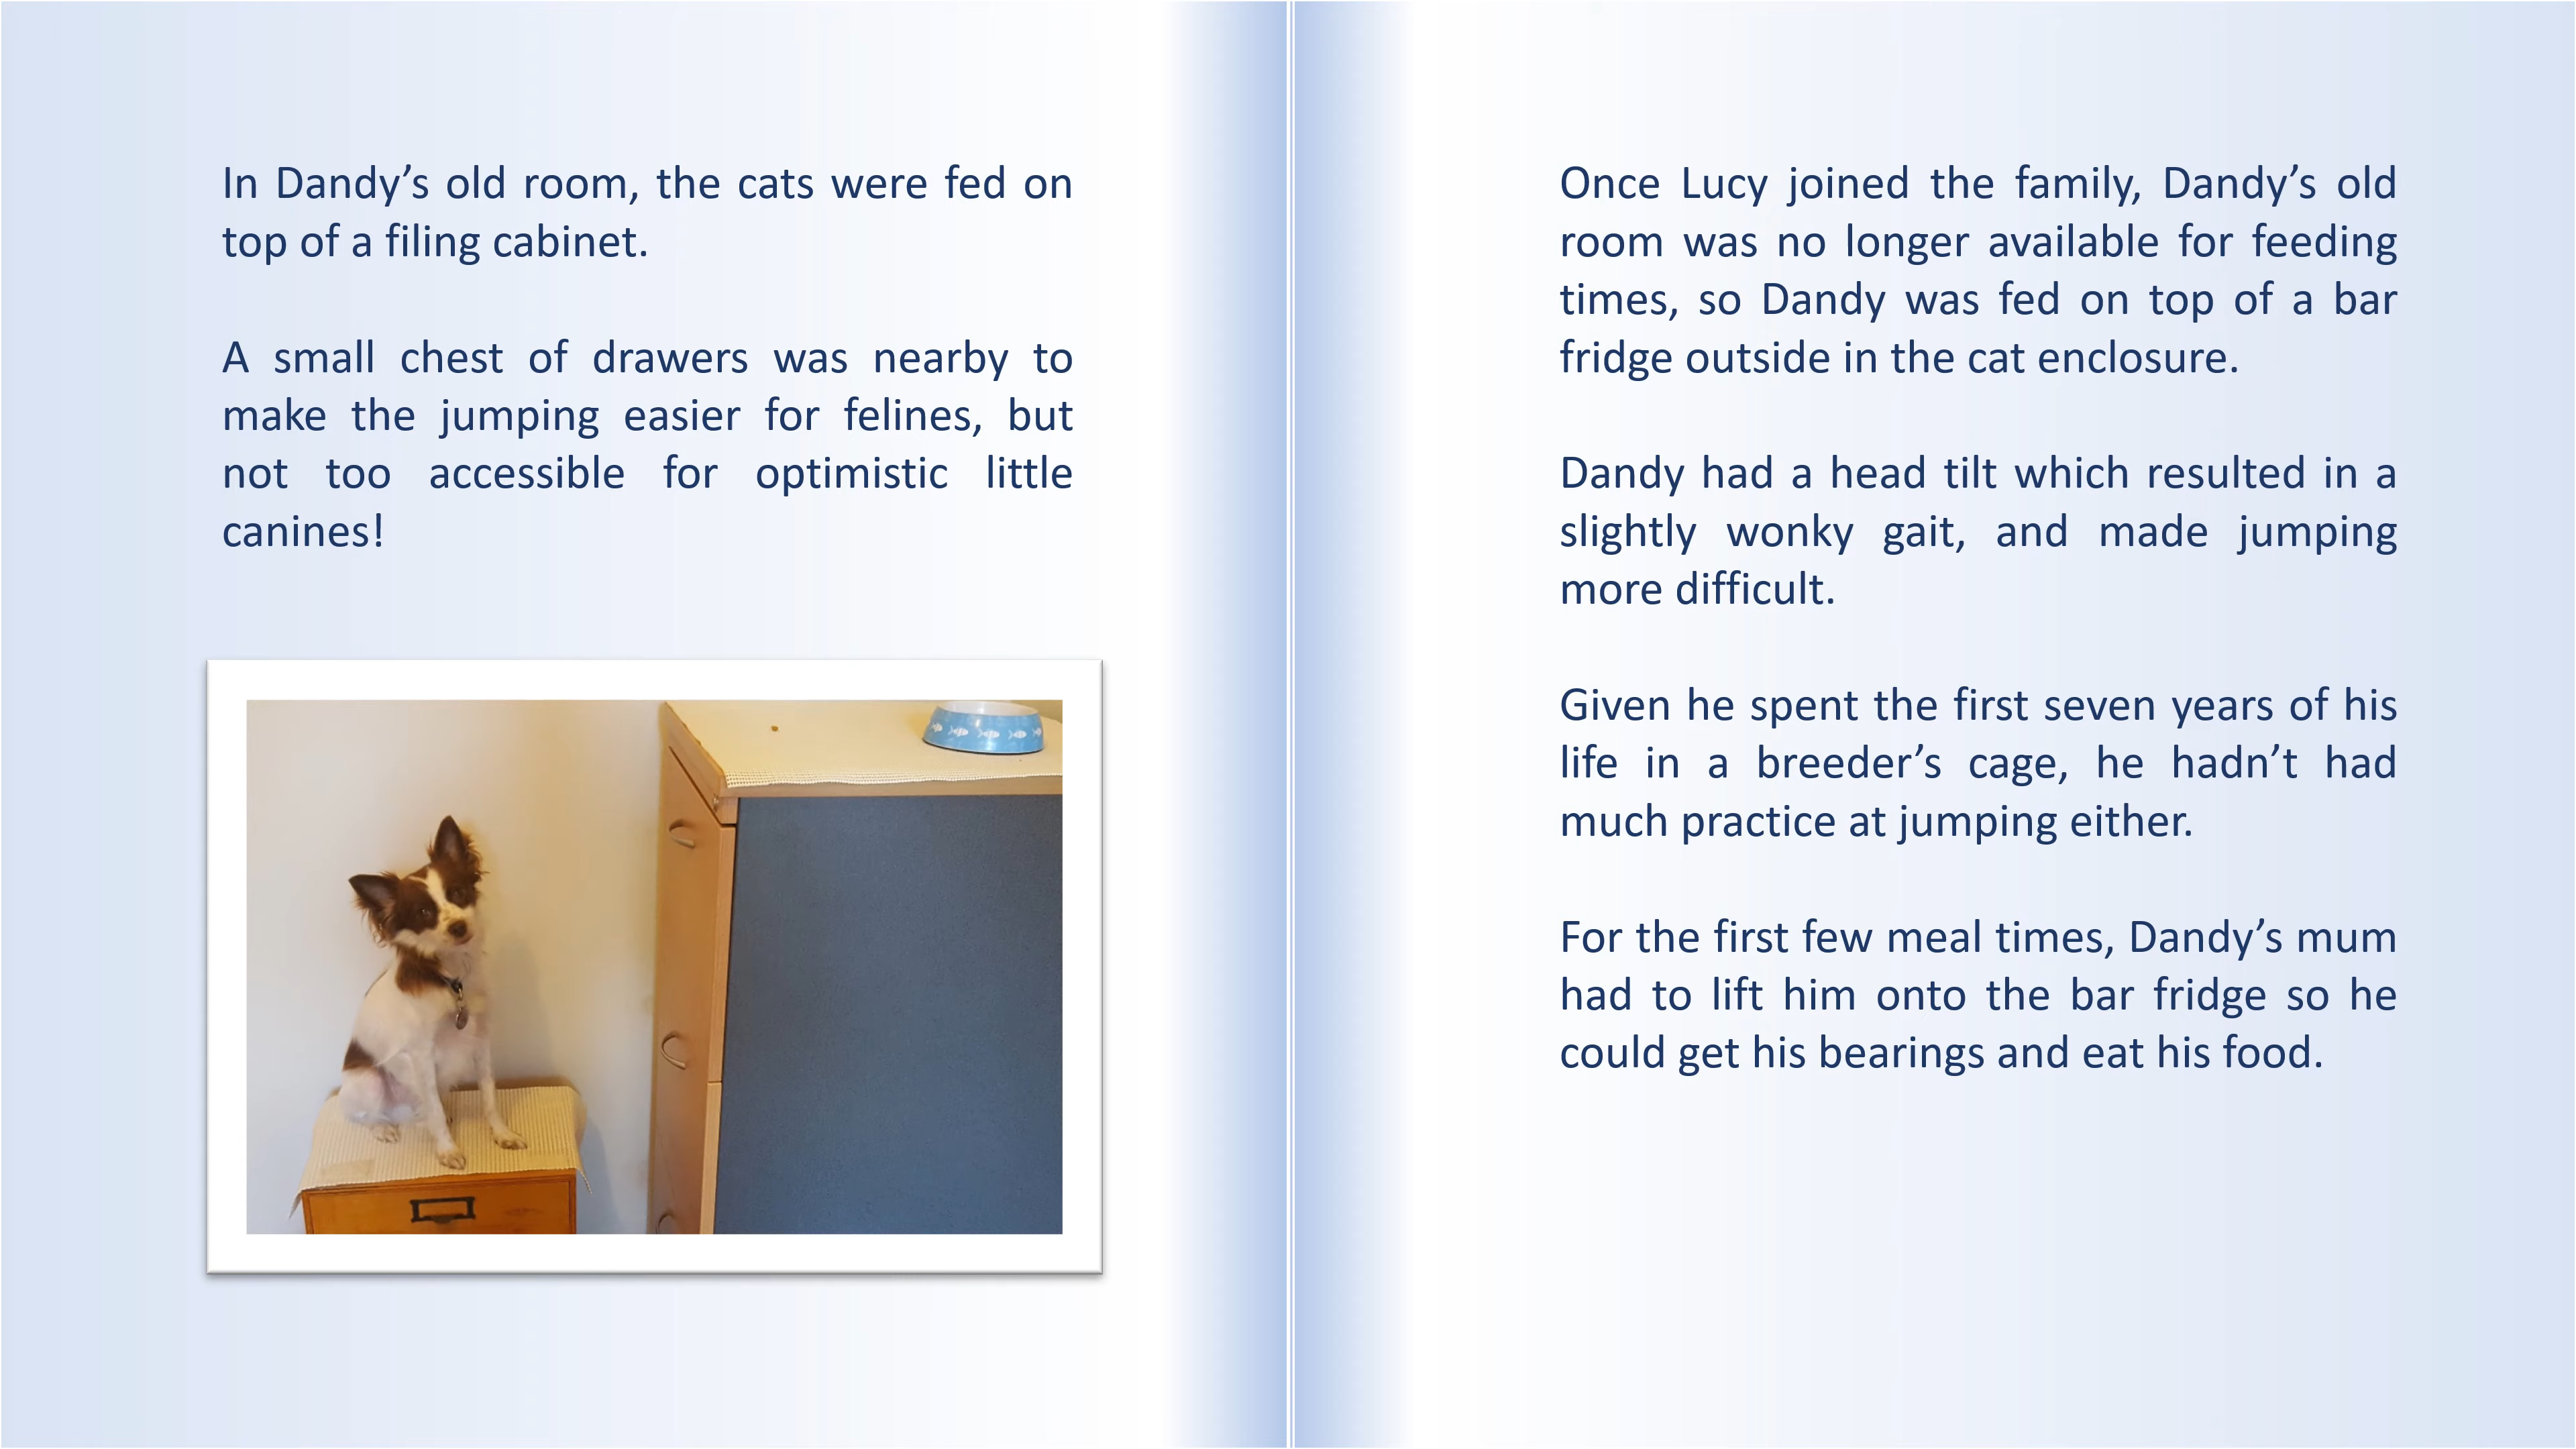 In Dandy’s old room, the cats were fed on
top of a filing cabinet.
A small chest of drawers was nearby to
make the jumping easier for felines, but
not too accessible for optimistic little
canines!
Once Lucy joined the family, Dandy’s old
room was no longer available for feeding
times, so Dandy was fed on top of a bar
fridge outside in the cat enclosure.
Dandy had a head tilt which resulted in a
slightly wonky gait, and made jumping
more difficult.
Given he spent the first seven years of his
life in a breeder’s cage, he hadn’t had
much practice at jumping either.
For the first few meal times, Dandy’s mum
had to lift him onto the bar fridge so he
could get his bearings and eat his food.